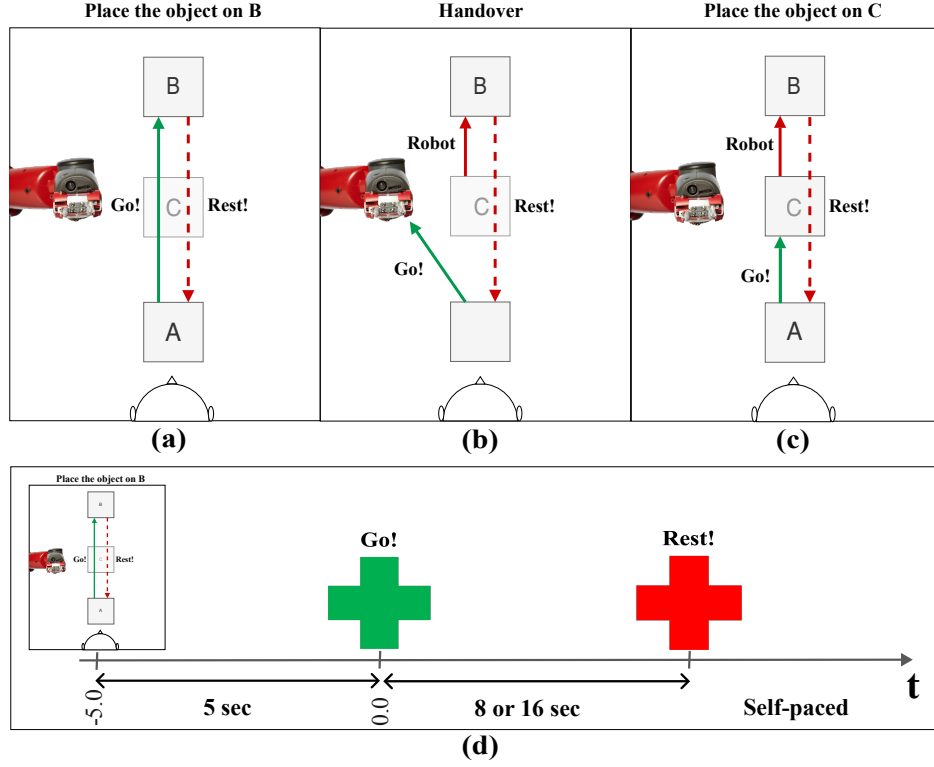 Place the object on B
Handover
Place the object on C
B
Go!
C
Rest!
A
(a)
B
Robot
C
Rest!
Go!
(b)
B
Robot
C
Rest!
Go!
A
(c)
Place the object on B
B
Go!
C
Rest!
A
Go!
Rest!
-5.0
0.0
t
5 sec
8 or 16 sec
Self-paced
(d)